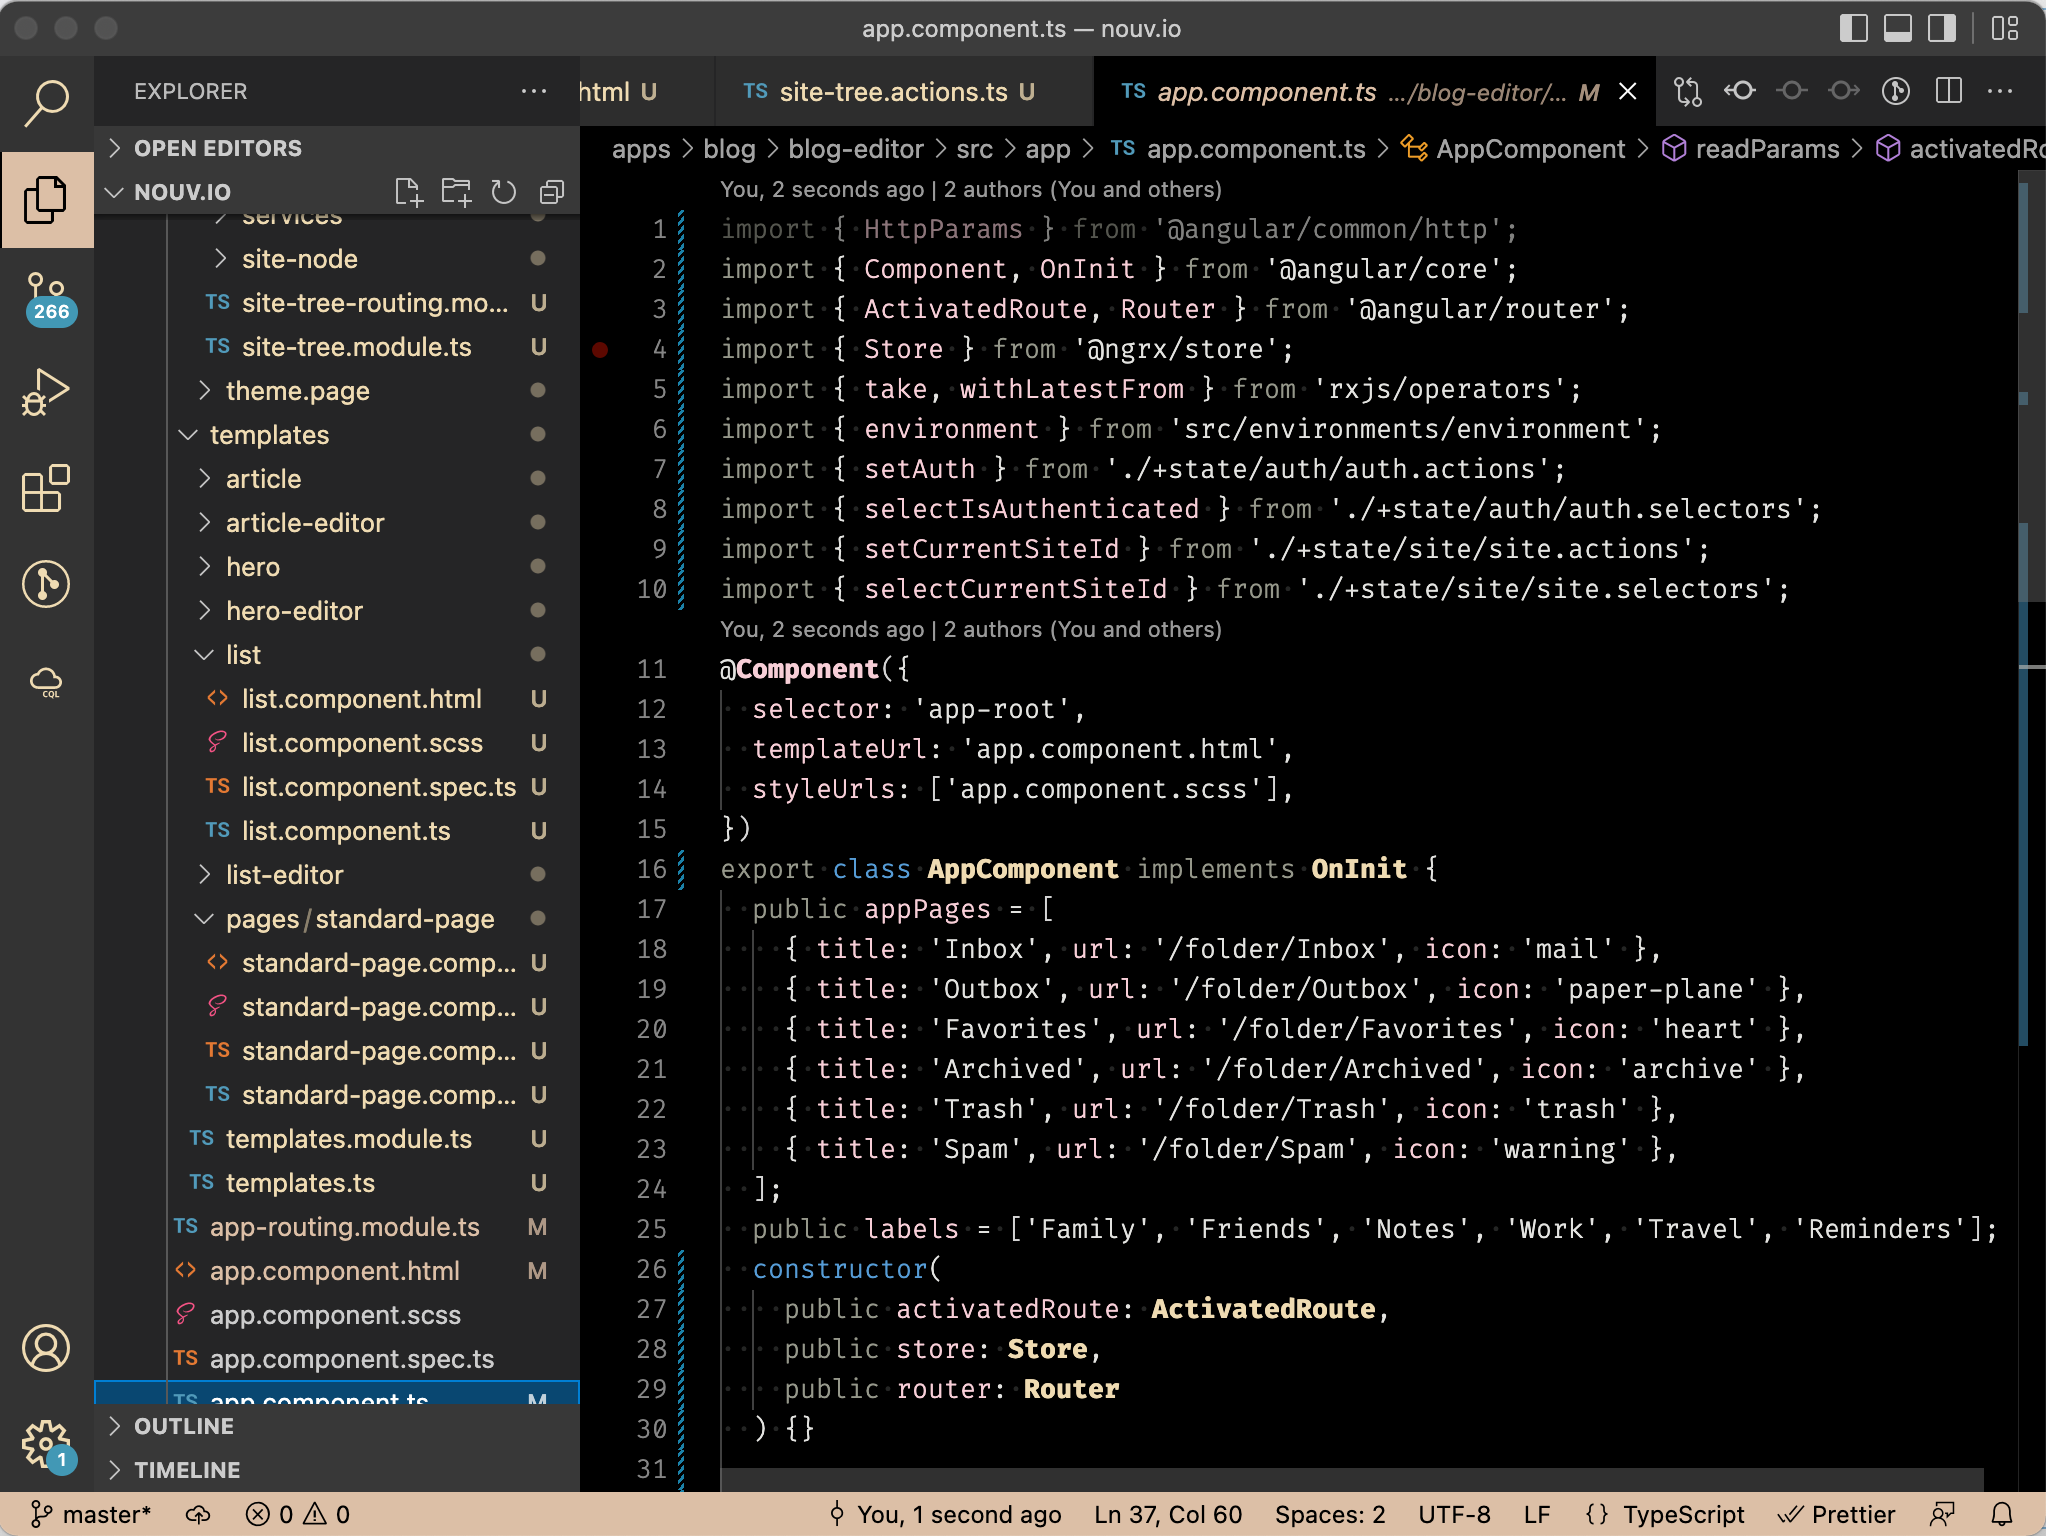 app.component.ts — nouv.io
EXPLORER
OPEN EDITORS
NOUV.IO
services
site-node
TS site-tree-routing.mo... U
TS site-tree.module.ts U
theme.page
templates
article
article-editor
hero
hero-editor
list
<> list.component.html U
list.component.scss U
TS list.component.spec.ts U
TS list.component.ts U
list-editor
pages/standard-page
<> standard-page.comp... U
standard-page.comp... U
TS standard-page.comp... U
TS standard-page.comp... U
TS templates.module.ts U
TS templates.ts U
TS app-routing.module.ts M
<> app.component.html M
app.component.scss
TS app.component.spec.ts
TS app.component.ts M
OUTLINE
TIMELINE
266
CQL
1
html U
TS site-tree.actions.ts U
TS app.component.ts .../blog-editor/... M
apps > blog > blog-editor > src > app > TS app.component.ts > AppComponent > readParams > activatedRo
You, 2 seconds ago | 2 authors (You and others)
1 import { HttpParams } from '@angular/common/http';
2 import { Component, OnInit } from '@angular/core';
3 import { ActivatedRoute, Router } from '@angular/router';
4 import { Store } from '@ngrx/store';
5 import { take, withLatestFrom } from 'rxjs/operators';
6 import { environment } from 'src/environments/environment';
7 import { setAuth } from './+state/auth/auth.actions';
8 import { selectIsAuthenticated } from './+state/auth/auth.selectors';
9 import { setCurrentSiteId } from './+state/site/site.actions';
10 import { selectCurrentSiteId } from './+state/site/site.selectors';
You, 2 seconds ago | 2 authors (You and others)
11 @Component({
12 selector: 'app-root',
13 templateUrl: 'app.component.html',
14 styleUrls: ['app.component.scss'],
15 })
16 export class AppComponent implements OnInit {
17 public appPages = [
18 { title: 'Inbox', url: '/folder/Inbox', icon: 'mail' },
19 { title: 'Outbox', url: '/folder/Outbox', icon: 'paper-plane' },
20 { title: 'Favorites', url: '/folder/Favorites', icon: 'heart' },
21 { title: 'Archived', url: '/folder/Archived', icon: 'archive' },
22 { title: 'Trash', url: '/folder/Trash', icon: 'trash' },
23 { title: 'Spam', url: '/folder/Spam', icon: 'warning' },
24 ];
25 public labels = ['Family', 'Friends', 'Notes', 'Work', 'Travel', 'Reminders'];
26 constructor(
27 public activatedRoute: ActivatedRoute,
28 public store: Store,
29 public router: Router
30 ) {}
31
master* 0 0 You, 1 second ago Ln 37, Col 60 Spaces: 2 UTF-8 LF {} TypeScript Prettier